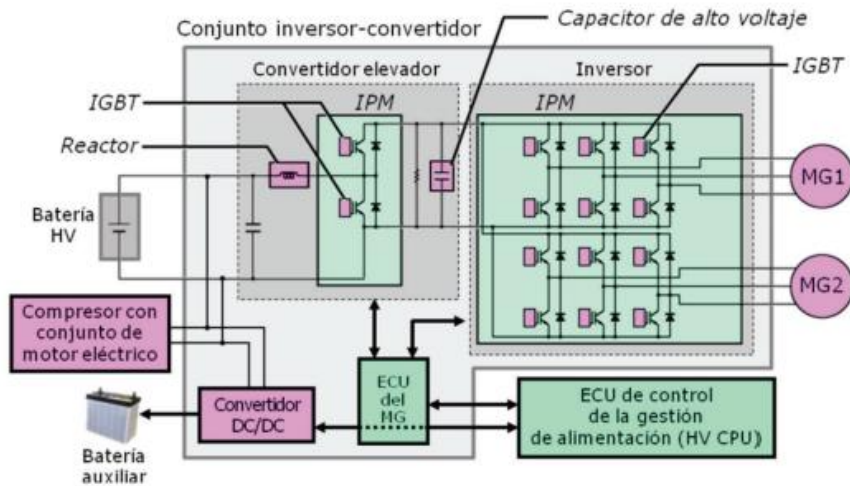 Conjunto inversor-convertidor
Capacitor de alto voltaje
Convertidor elevador
Inversor
IGBT
IGBT
IPM
IPM
Reactor
MG1
Batería
HV
MG2
Compresor con
conjunto de
motor eléctrico
ECU
del
MG
ECU de control
de la gestión
de alimentación (HV CPU)
Convertidor
DC/DC
Batería
auxiliar